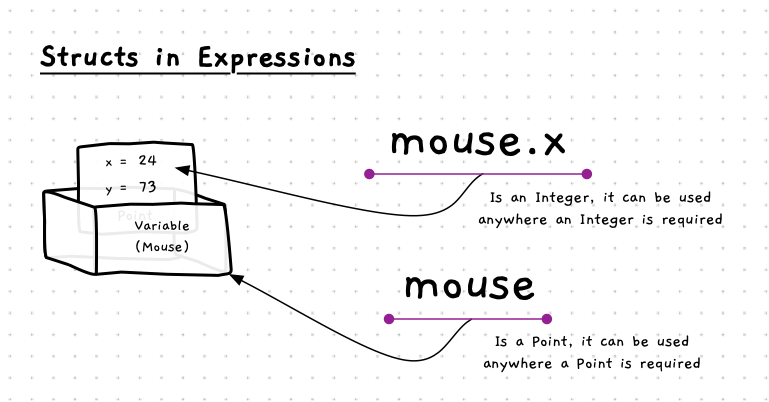 Structs in Expressions
x = 24
y = 73
Point
Variable
(Mouse)
mouse.x
Is an Integer, it can be used
anywhere an Integer is required
mouse
Is a Point, it can be used
anywhere a Point is required